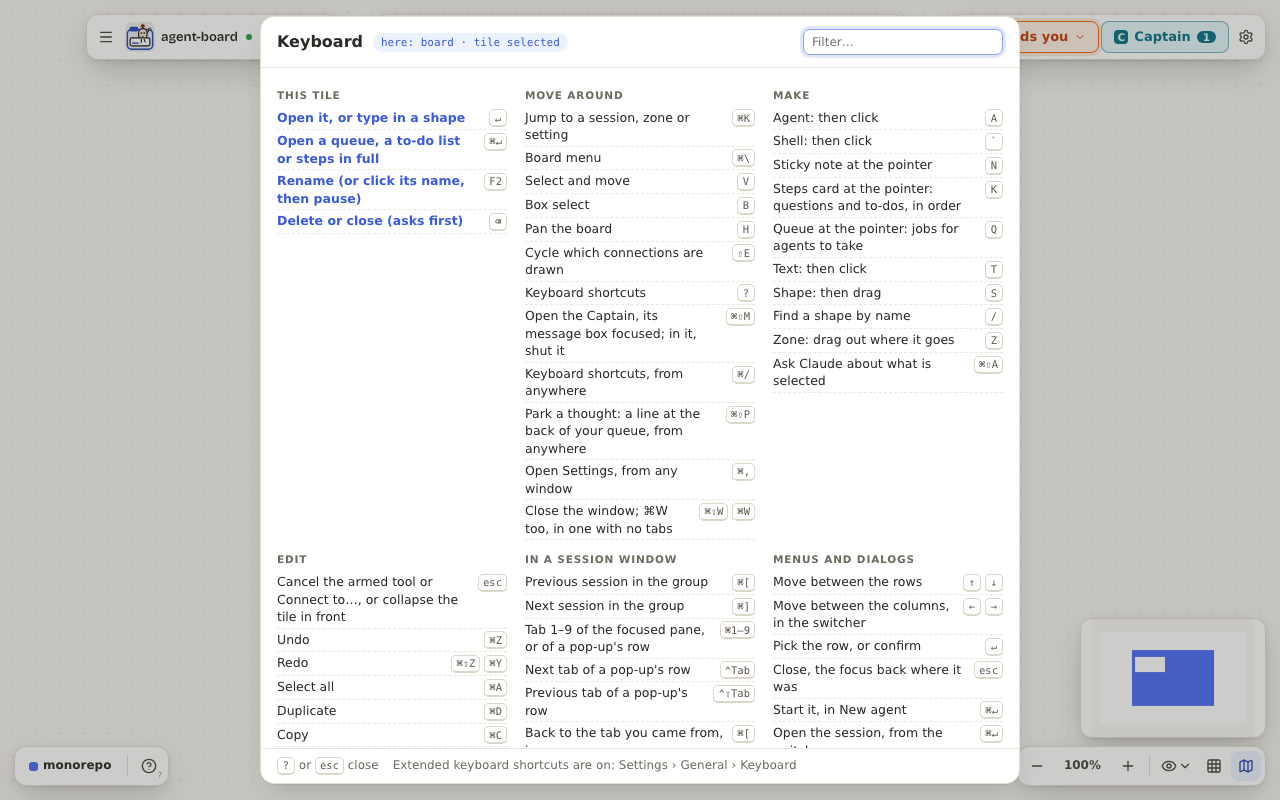 agent-board
Keyboard
here: board · tile selected
Filter...
ds you
C Captain 1
THIS TILE
Open it, or type in a shape ↵
Open a queue, a to-do list ⌘↵
or steps in full
Rename (or click its name, F2
then pause)
Delete or close (asks first) ⌫
MOVE AROUND
Jump to a session, zone or ⌘K
setting
Board menu ⌘\
Select and move V
Box select B
Pan the board H
Cycle which connections are ⇧E
drawn
Keyboard shortcuts ?
Open the Captain, its ⌘⇧M
message box focused; in it,
shut it
Keyboard shortcuts, from ⌘/
anywhere
Park a thought: a line at the ⌘⇧P
back of your queue, from
anywhere
Open Settings, from any ⌘,
window
Close the window; ⌘W ⌘⇧W ⌘W
too, in one with no tabs
MAKE
Agent: then click A
Shell: then click `
Sticky note at the pointer N
Steps card at the pointer: K
questions and to-dos, in order
Queue at the pointer: jobs for Q
agents to take
Text: then click T
Shape: then drag S
Find a shape by name /
Zone: drag out where it goes Z
Ask Claude about what is ⌘⇧A
selected
EDIT
Cancel the armed tool or esc
Connect to..., or collapse the
tile in front
Undo ⌘Z
Redo ⌘⇧Z ⌘Y
Select all ⌘A
Duplicate ⌘D
Copy ⌘C
IN A SESSION WINDOW
Previous session in the group ⌘[
Next session in the group ⌘]
Tab 1–9 of the focused pane, ⌘1–9
or of a pop-up's row
Next tab of a pop-up's row ^Tab
Previous tab of a pop-up's ^⇧Tab
row
Back to the tab you came from, ⌘[
MENUS AND DIALOGS
Move between the rows ↑ ↓
Move between the columns, ← →
in the switcher
Pick the row, or confirm ↵
Close, the focus back where it esc
was
Start it, in New agent ⌘↵
Open the session, from the ⌘↵
? or esc close Extended keyboard shortcuts are on: Settings › General › Keyboard
monorepo
?
100%